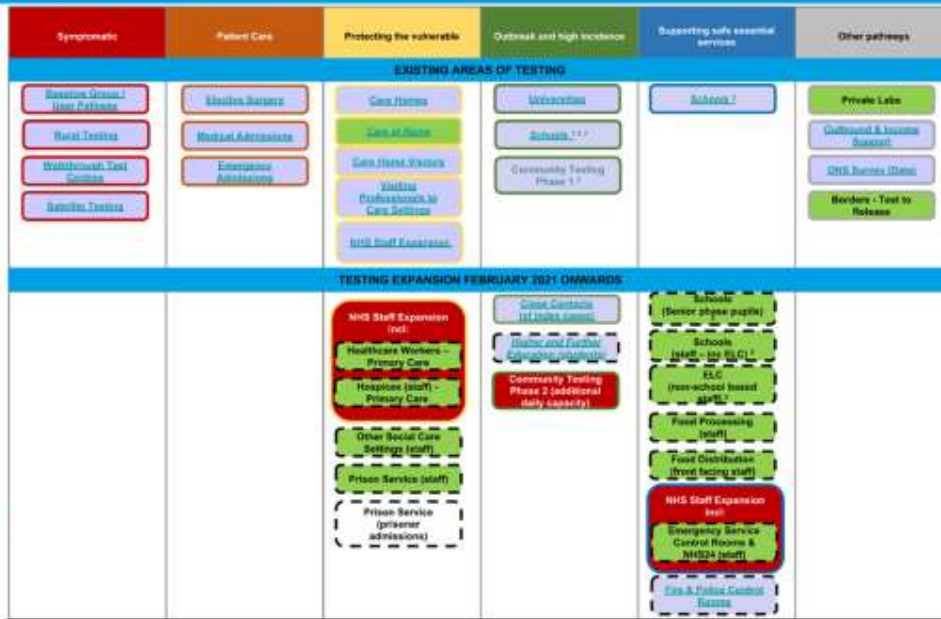 Symptomatic
Patient Care
Protecting the vulnerable
Outbreak and high incidence
Supporting safe essential
services
Other pathways
EXISTING AREAS OF TESTING
Baseline Group /
User Pathway
Rural Testing
Walkthrough Test
Centres
Satellite Testing
Elective Surgery
Medical Admissions
Emergency
Admissions
Care Homes
Care at Home
Care Home Visitors
Visiting
Professionals to
Care Settings
NHS Staff Expansion
Universities
Schools
Community Testing
Phase 1
Schools
Private Labs
Outbound & Income
Support
ONS Survey (Data)
Borders - Test to
Release
TESTING EXPANSION FEBRUARY 2021 ONWARDS
NHS Staff Expansion
incl:
Healthcare Workers –
Primary Care
Hospices (staff) -
Primary Care
Other Social Care
Settings (staff)
Prison Service (staff)
Prison Service
(prisoner
admissions)
Close Contacts
(of index cases)
Higher and Further
Education (students)
Community Testing
Phase 2 (additional
daily capacity)
Schools
(Senior phase pupils)
Schools
(staff – inc ELC)
ELC
(non-school based
staff)
Food Processing
(staff)
Food Distribution
(front facing staff)
NHS Staff Expansion
incl:
Emergency Service
Control Rooms &
NHS24 (staff)
Fire & Police Control
Rooms